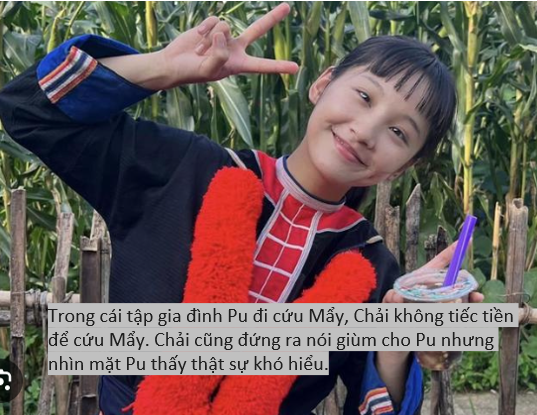 Trong cái tập gia đình Pu đi cứu Mẩy, Chải không tiếc tiền
để cứu Mẩy. Chải cũng đứng ra nói giùm cho Pu nhưng
nhìn mặt Pu thấy thật sự khó hiểu.